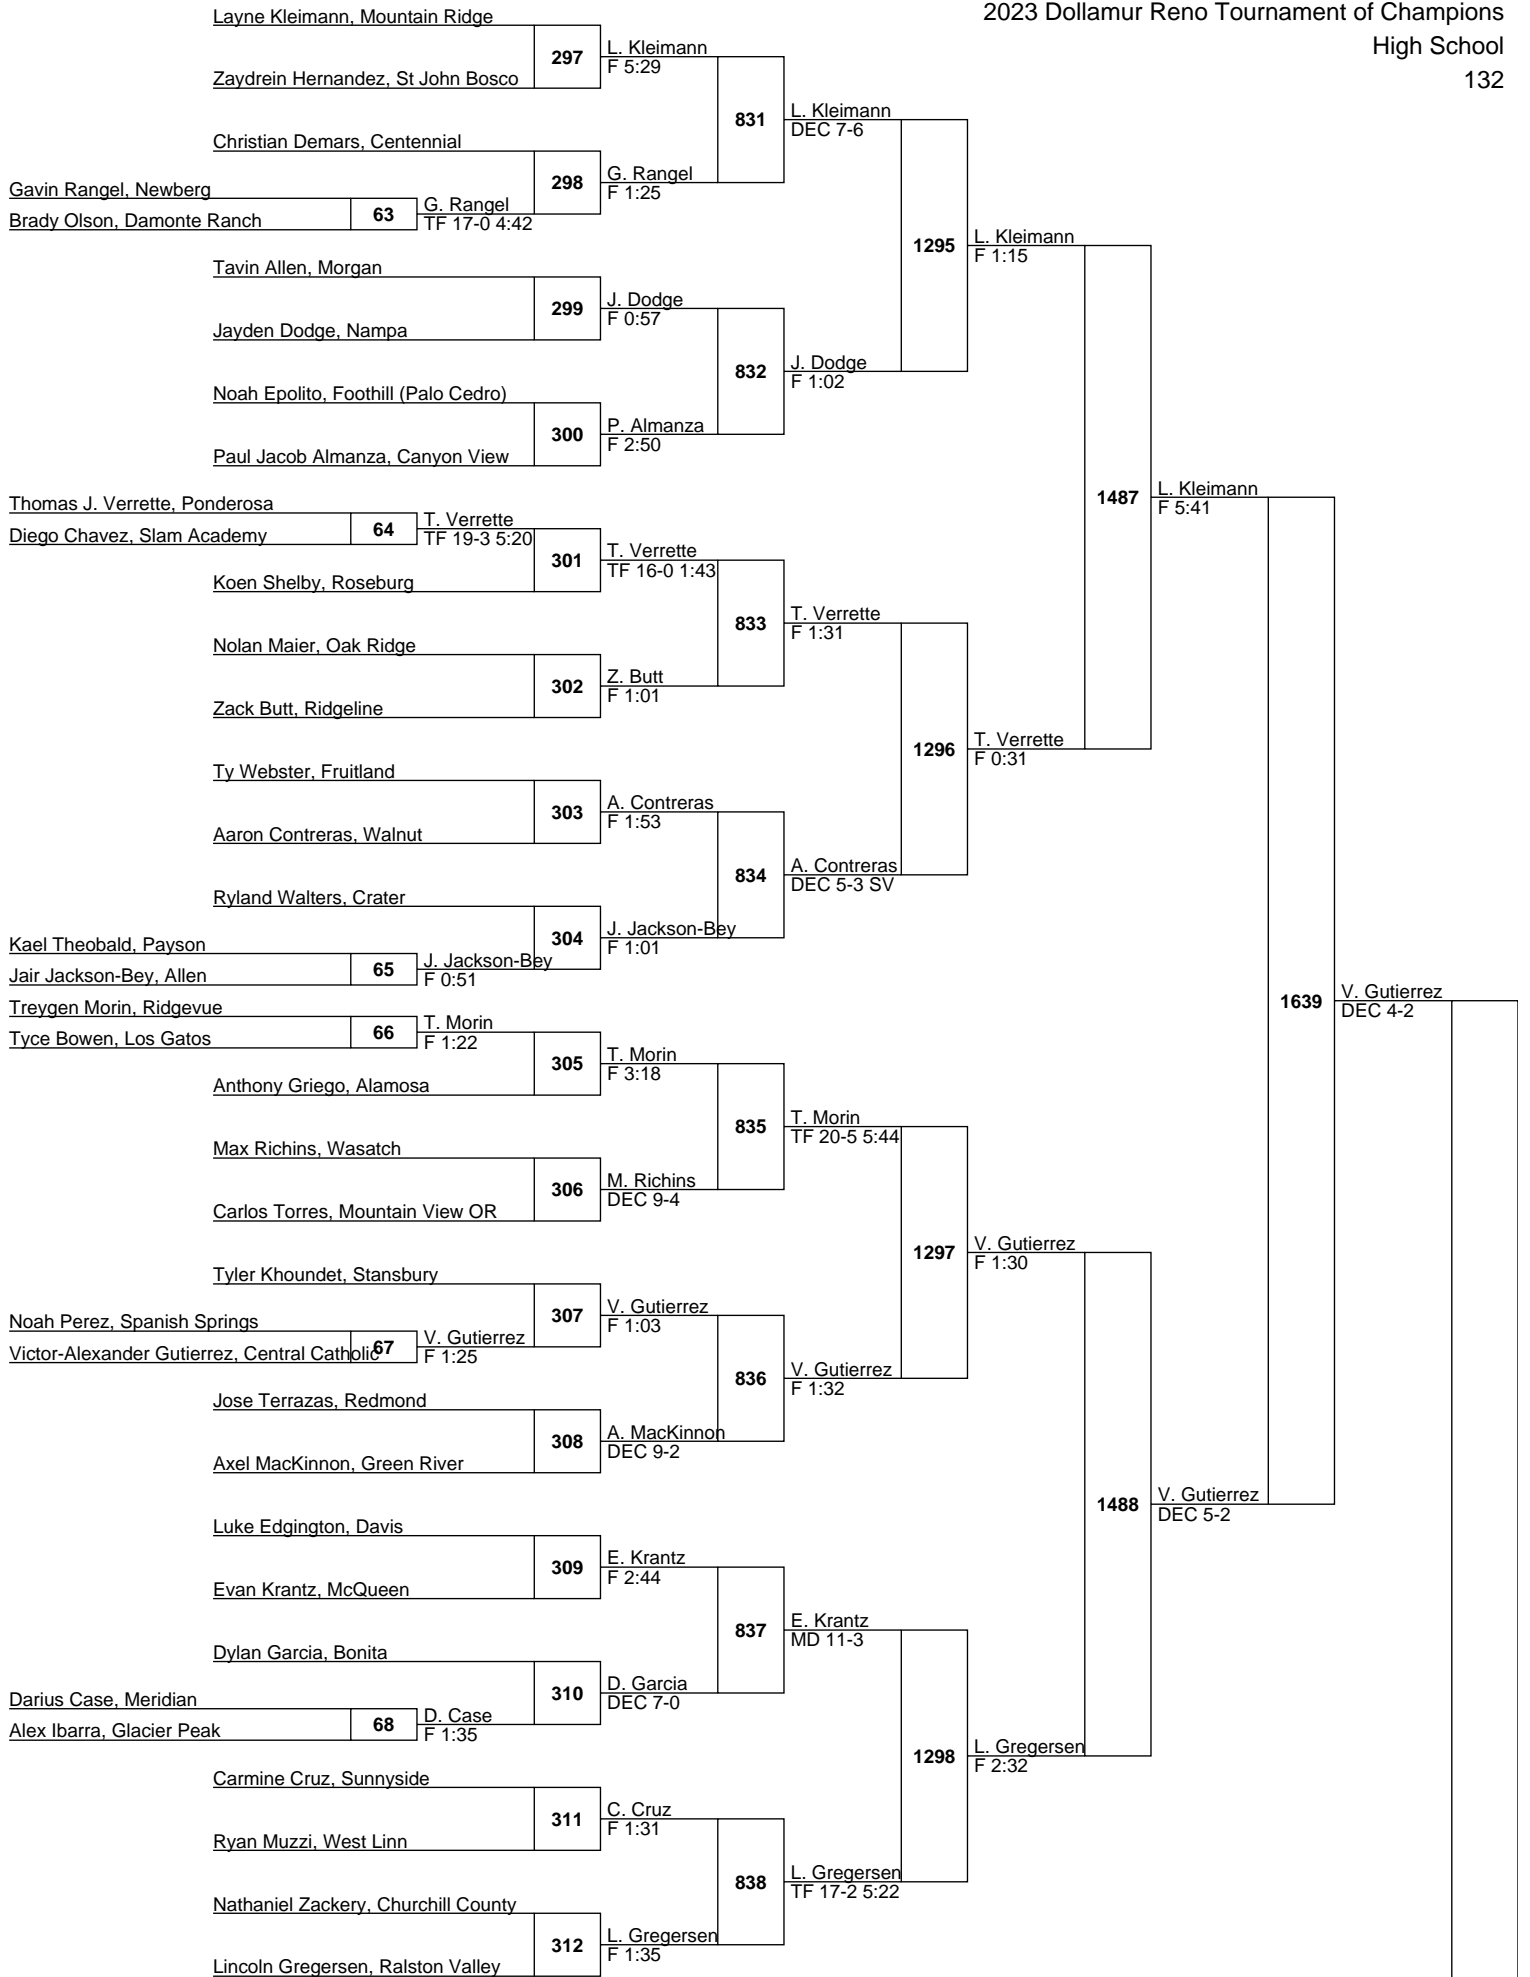 2023 Dollamur Reno Tournament of Champions
High School
132
Layne Kleimann, Mountain Ridge
297
L. Kleimann
F 5:29
Zaydrein Hernandez, St John Bosco
831
L. Kleimann
DEC 7-6
Christian Demars, Centennial
298
G. Rangel
F 1:25
Gavin Rangel, Newberg
63
G. Rangel
TF 17-0 4:42
Brady Olson, Damonte Ranch
1295
L. Kleimann
F 1:15
Tavin Allen, Morgan
299
J. Dodge
F 0:57
Jayden Dodge, Nampa
832
J. Dodge
F 1:02
Noah Epolito, Foothill (Palo Cedro)
300
P. Almanza
F 2:50
Paul Jacob Almanza, Canyon View
1487
L. Kleimann
F 5:41
Thomas J. Verrette, Ponderosa
64
T. Verrette
TF 19-3 5:20
Diego Chavez, Slam Academy
301
T. Verrette
TF 16-0 1:43
Koen Shelby, Roseburg
833
T. Verrette
F 1:31
Nolan Maier, Oak Ridge
302
Z. Butt
F 1:01
Zack Butt, Ridgeline
1296
T. Verrette
F 0:31
Ty Webster, Fruitland
303
A. Contreras
F 1:53
Aaron Contreras, Walnut
834
A. Contreras
DEC 5-3 SV
Ryland Walters, Crater
304
J. Jackson-Bey
F 1:01
Kael Theobald, Payson
65
J. Jackson-Bey
F 0:51
Jair Jackson-Bey, Allen
1639
V. Gutierrez
DEC 4-2
Treygen Morin, Ridgevue
66
T. Morin
F 1:22
Tyce Bowen, Los Gatos
305
T. Morin
F 3:18
Anthony Griego, Alamosa
835
T. Morin
TF 20-5 5:44
Max Richins, Wasatch
306
M. Richins
DEC 9-4
Carlos Torres, Mountain View OR
1297
V. Gutierrez
F 1:30
Tyler Khoundet, Stansbury
307
V. Gutierrez
F 1:03
Noah Perez, Spanish Springs
67
V. Gutierrez
F 1:25
Victor-Alexander Gutierrez, Central Catholic
836
V. Gutierrez
F 1:32
Jose Terrazas, Redmond
308
A. MacKinnon
DEC 9-2
Axel MacKinnon, Green River
1488
V. Gutierrez
DEC 5-2
Luke Edgington, Davis
309
E. Krantz
F 2:44
Evan Krantz, McQueen
837
E. Krantz
MD 11-3
Dylan Garcia, Bonita
310
D. Garcia
DEC 7-0
Darius Case, Meridian
68
D. Case
F 1:35
Alex Ibarra, Glacier Peak
1298
L. Gregersen
F 2:32
Carmine Cruz, Sunnyside
311
C. Cruz
F 1:31
Ryan Muzzi, West Linn
838
L. Gregersen
TF 17-2 5:22
Nathaniel Zackery, Churchill County
312
L. Gregersen
F 1:35
Lincoln Gregersen, Ralston Valley